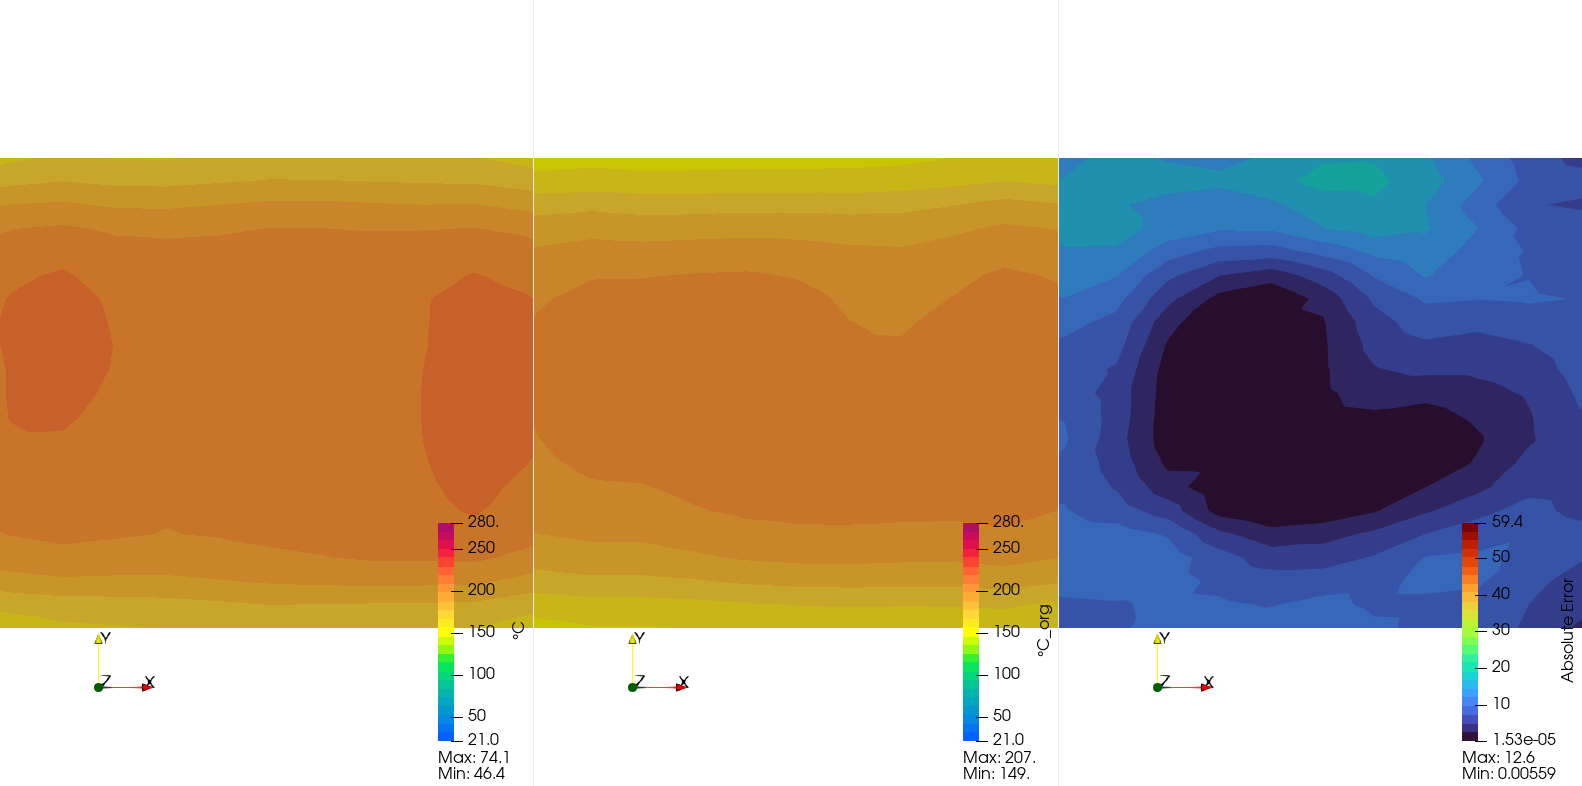 280.
250
200
150
100
50
21.0
°C
Max: 74.1
Min: 46.4
Y
Z
X
280.
250
200
150
100
50
21.0
°C_org
Max: 207.
Min: 149.
Y
Z
X
59.4
50
40
30
20
10
1.53e-05
Absolute Error
Max: 12.6
Min: 0.00559
Y
Z
X